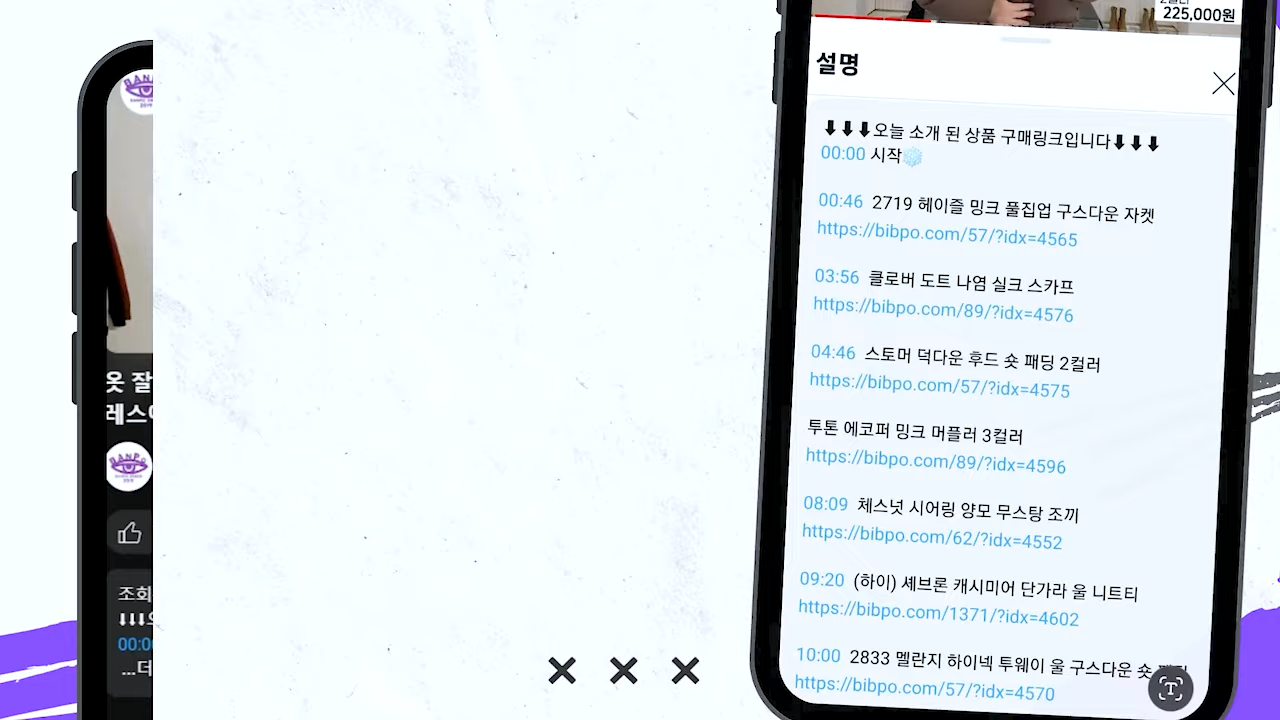 225,000원
설명
⬇⬇⬇오늘 소개 된 상품 구매링크입니다⬇⬇⬇
00:00 시작❄️
00:46 2719 헤이즐 밍크 풀집업 구스다운 자켓
https://bibpo.com/57/?idx=4565
03:56 클로버 도트 나염 실크 스카프
https://bibpo.com/89/?idx=4576
04:46 스토머 덕다운 후드 숏 패딩 2컬러
https://bibpo.com/57/?idx=4575
투톤 에코퍼 밍크 머플러 3컬러
https://bibpo.com/89/?idx=4596
08:09 체스넛 시어링 양모 무스탕 조끼
https://bibpo.com/62/?idx=4552
09:20 (하이) 셰브론 캐시미어 단가라 울 니트티
https://bibpo.com/1371/?idx=4602
10:00 2833 멜란지 하이넥 투웨이 울 구스다운 숏
https://bibpo.com/57/?idx=4570
옷 잘
레스
BANPO
조회
⬇⬇⬇오
00:0
...더